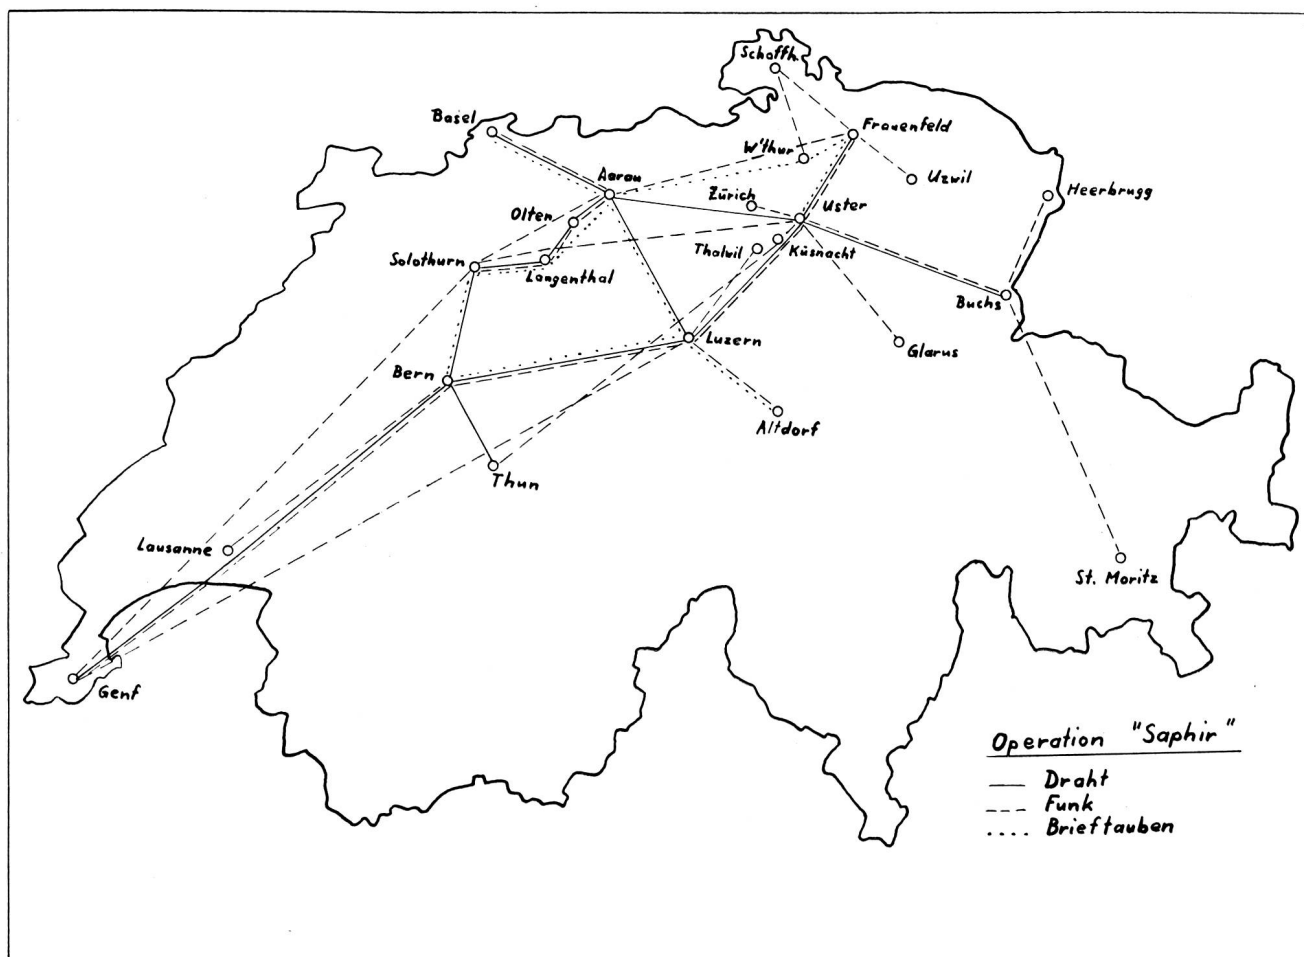 Schaffh.
Basel
Frauenfeld
W'thur
Aarau
Uzwil
Heerbrugg
Zürich
Olten
Uster
Solothurn
Thalwil
Küsnacht
Langenthal
Buchs
Luzern
Glarus
Bern
Altdorf
Thun
Lausanne
St. Moritz
Genf
Operation "Saphir"
Draht
Funk
Brieftauben